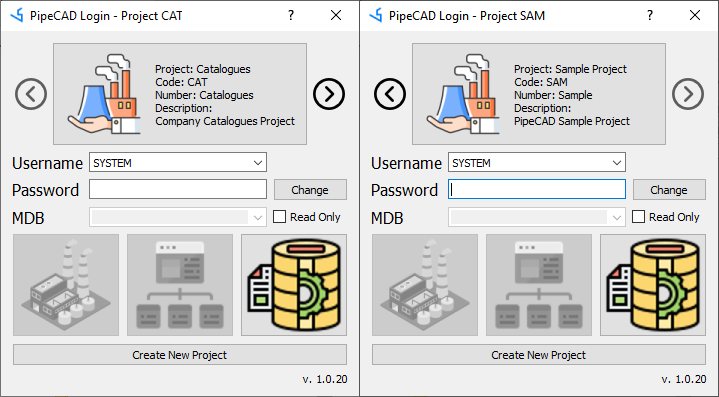 PipeCAD Login - Project CAT
Project: Catalogues
Code: CAT
Number: Catalogues
Description:
Company Catalogues Project
Username
SYSTEM
Password
Change
MDB
Read Only
Create New Project
v. 1.0.20
PipeCAD Login - Project SAM
Project: Sample Project
Code: SAM
Number: Sample
Description:
PipeCAD Sample Project
Username
SYSTEM
Password
Change
MDB
Read Only
Create New Project
v. 1.0.20